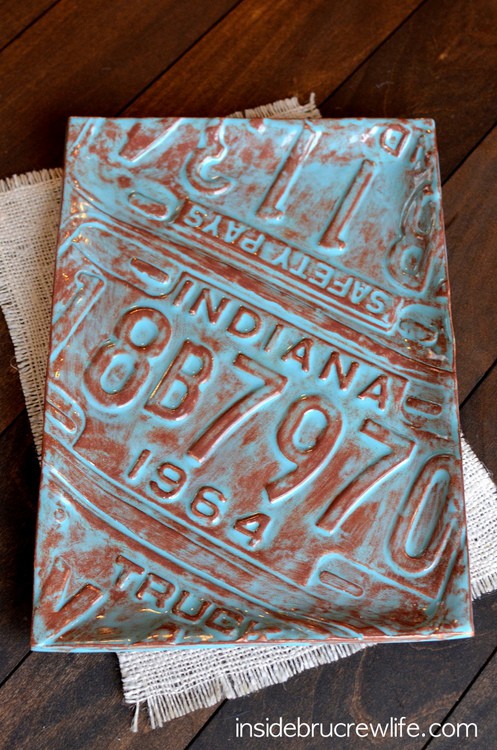 SAFETY PAYS
INDIANA
8B7970
1964
TRUCK
insidebrucrewlife.com